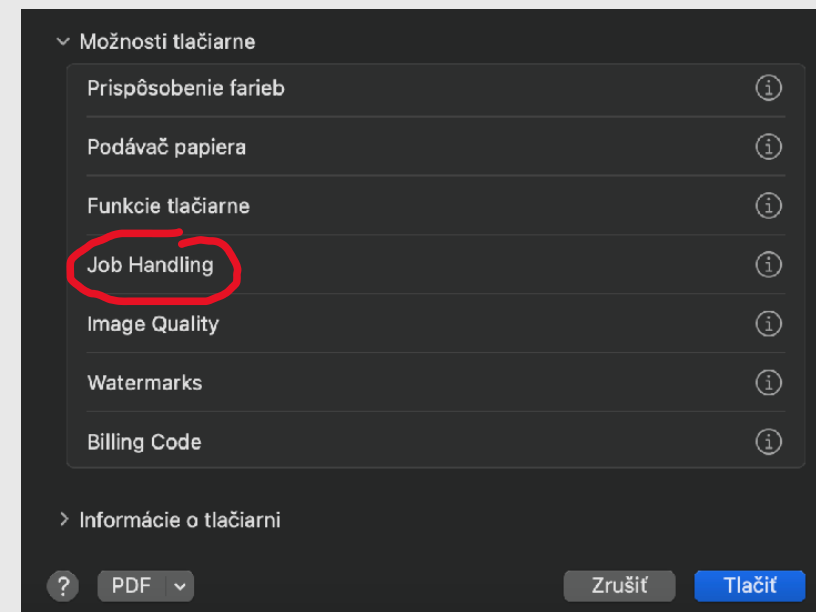 Možnosti tlačiarne
Prispôsobenie farieb
Podávač papiera
Funkcie tlačiarne
Job Handling
Image Quality
Watermarks
Billing Code
Informácie o tlačiarni
? PDF Zrušiť Tlačiť